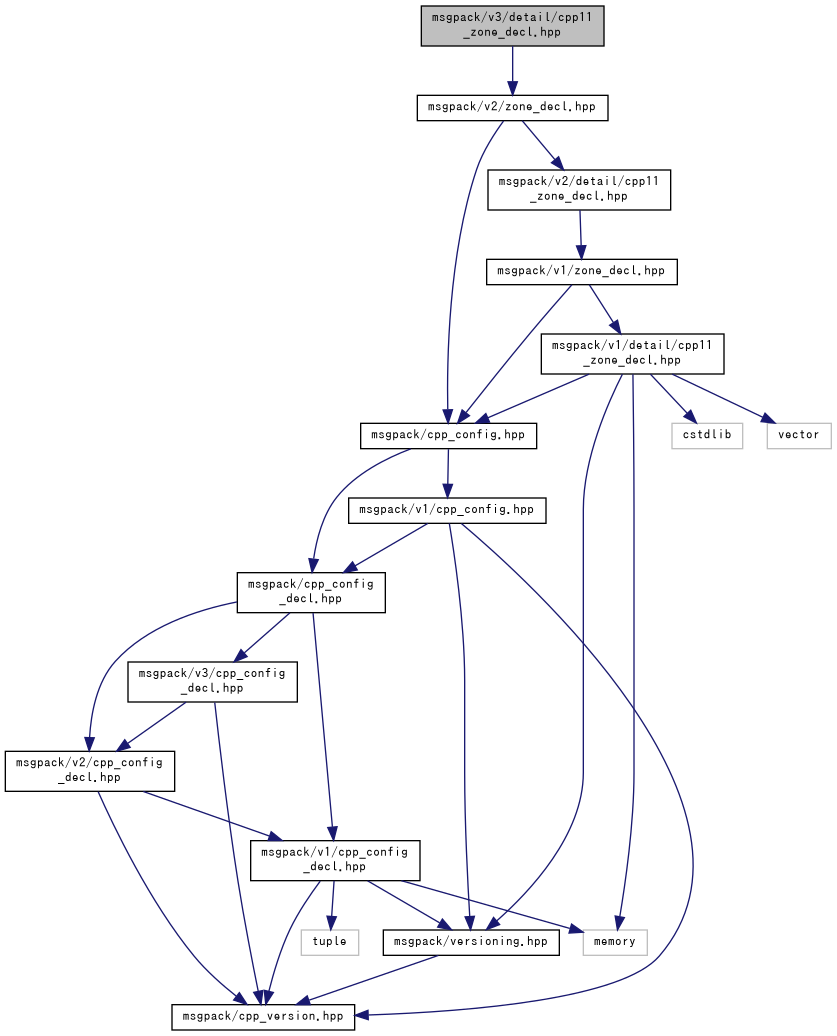 msgpack/v3/detail/cpp11
_zone_decl.hpp
msgpack/v2/zone_decl.hpp
msgpack/v2/detail/cpp11
_zone_decl.hpp
msgpack/v1/zone_decl.hpp
msgpack/v1/detail/cpp11
_zone_decl.hpp
msgpack/cpp_config.hpp
cstdlib
vector
msgpack/v1/cpp_config.hpp
msgpack/cpp_config
_decl.hpp
msgpack/v3/cpp_config
_decl.hpp
msgpack/v2/cpp_config
_decl.hpp
msgpack/v1/cpp_config
_decl.hpp
tuple
msgpack/versioning.hpp
memory
msgpack/cpp_version.hpp